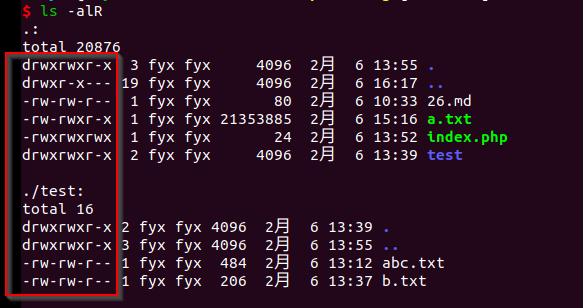 $ ls -alR
.:
total 20876
drwxrwxr-x 3 fyx fyx 4096 2月 6 13:55 .
drwxr-x--- 19 fyx fyx 4096 2月 6 16:17 ..
-rw-rw-r-- 1 fyx fyx 80 2月 6 10:33 26.md
-rw-rwxr-x 1 fyx fyx 21353885 2月 6 15:16 a.txt
-rwxrwxrwx 1 fyx fyx 24 2月 6 13:52 index.php
drwxrwxr-x 2 fyx fyx 4096 2月 6 13:39 test
./test:
total 16
drwxrwxr-x 2 fyx fyx 4096 2月 6 13:39 .
drwxrwxr-x 3 fyx fyx 4096 2月 6 13:55 ..
-rw-rw-r-- 1 fyx fyx 484 2月 6 13:12 abc.txt
-rw-rw-r-- 1 fyx fyx 206 2月 6 13:37 b.txt